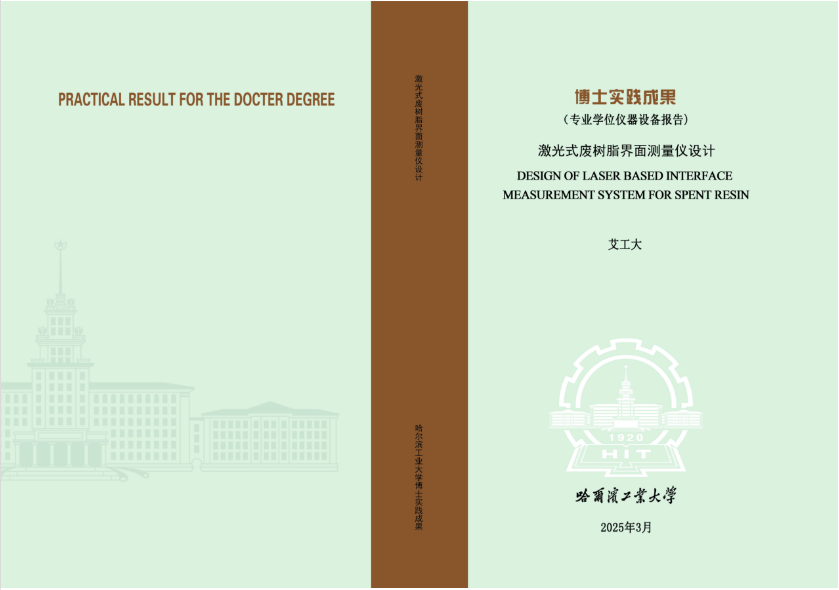 PRACTICAL RESULT FOR THE DOCTER DEGREE
激光式废树脂界面测量仪设计
哈尔滨工业大学博士实践成果
博士实践成果
（专业学位仪器设备报告）
激光式废树脂界面测量仪设计
DESIGN OF LASER BASED INTERFACE
MEASUREMENT SYSTEM FOR SPENT RESIN
艾工大
1920
HIT
哈爾濱工業大學
2025年3月